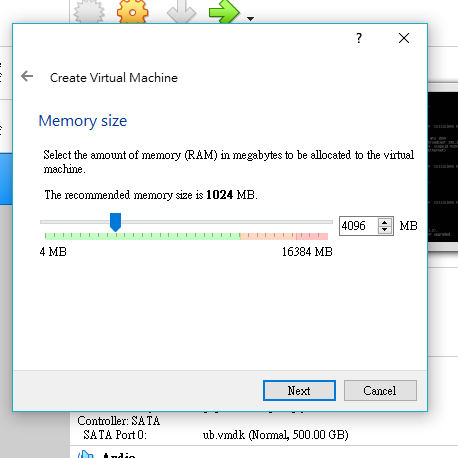 ?
Create Virtual Machine
Memory size
Select the amount of memory (RAM) in megabytes to be allocated to the virtual
machine.
The recommended memory size is 1024 MB.
4096 MB
4 MB 16384 MB
Next Cancel
Controller: SATA
SATA Port 0: ub.vmdk (Normal, 500.00 GB)